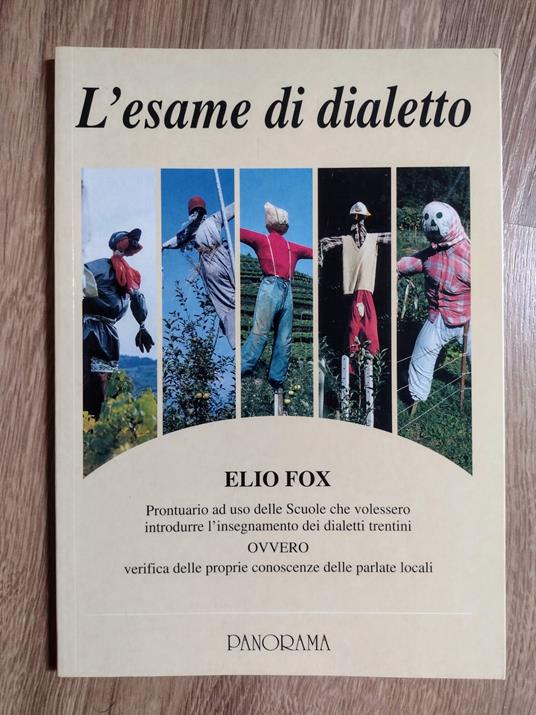 L'esame di dialetto
ELIO FOX
Prontuario ad uso delle Scuole che volessero
introdurre l'insegnamento dei dialetti trentini
OVVERO
verifica delle proprie conoscenze delle parlate locali
PANORAMA